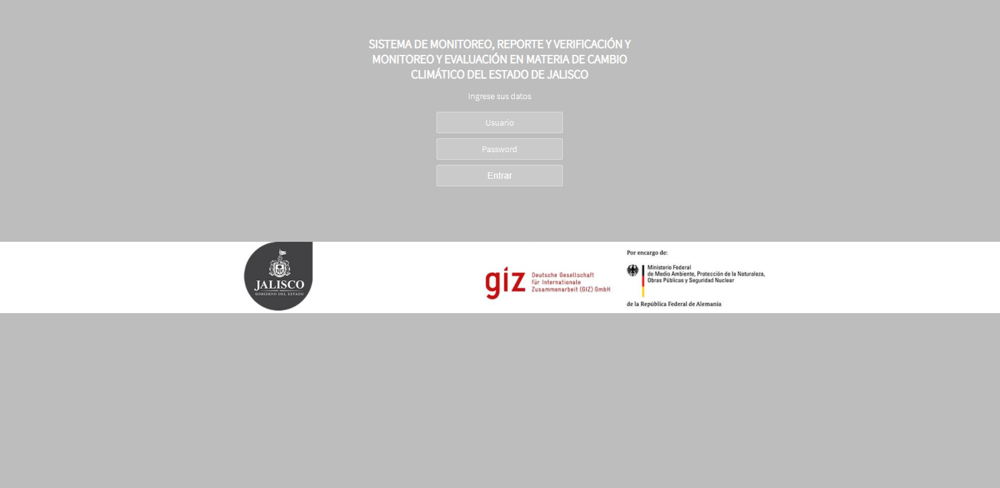 SISTEMA DE MONITOREO, REPORTE Y VERIFICACIÓN Y
MONITOREO Y EVALUACIÓN EN MATERIA DE CAMBIO
CLIMÁTICO DEL ESTADO DE JALISCO
Ingrese sus datos
Usuario
Password
Entrar
JALISCO
GOBIERNO DEL ESTADO
giz
Deutsche Gesellschaft
für Internationale
Zusammenarbeit (GIZ) GmbH
Por encargo de:
Ministerio Federal
de Medio Ambiente, Protección de la Naturaleza,
Obras Públicas y Seguridad Nuclear
de la República Federal de Alemania